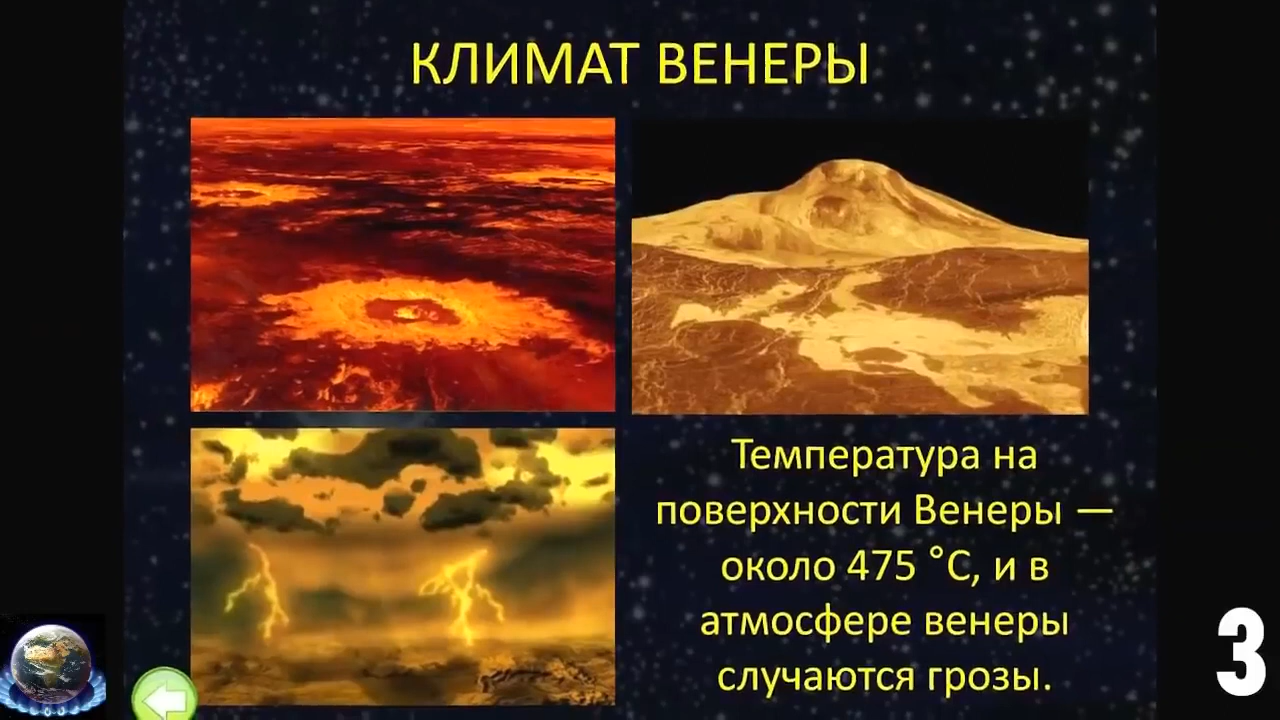 КЛИМАТ ВЕНЕРЫ
Температура на
поверхности Венеры —
около 475 °С, и в
атмосфере венеры
случаются грозы.
3